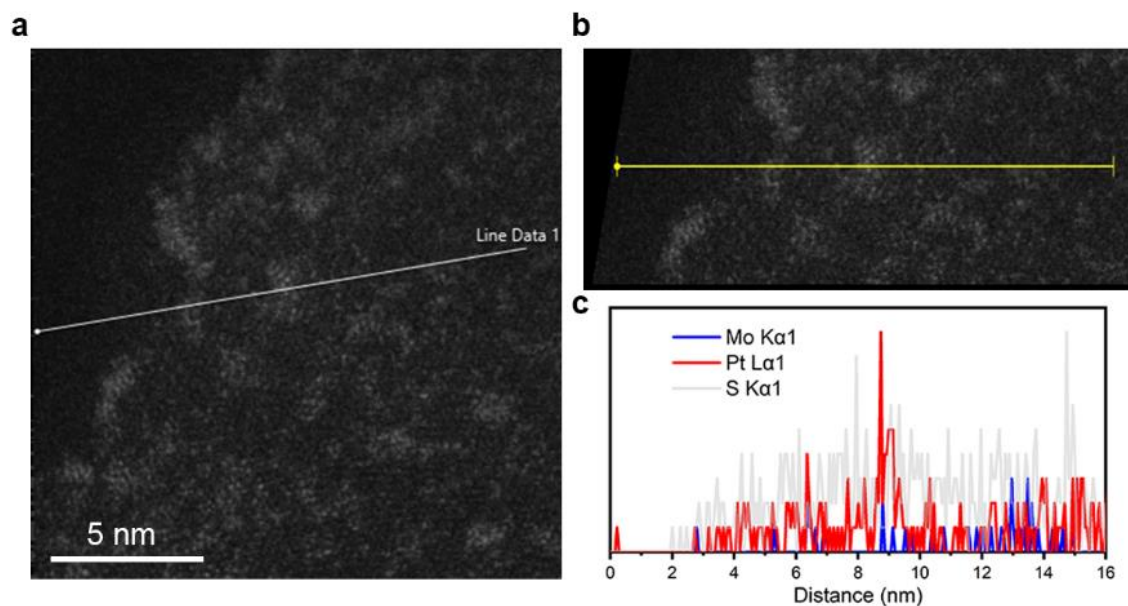 a
b
Line Data 1
5 nm
c
Mo Kα1
Pt Lα1
S Kα1
0 2 4 6 8 10 12 14 16
Distance (nm)